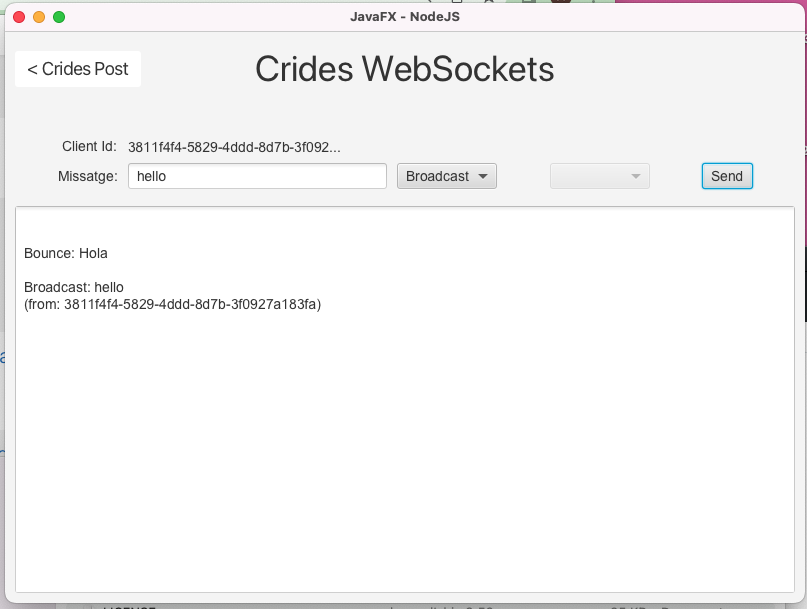 JavaFX - NodeJS
< Crides Post
Crides WebSockets
Client Id: 3811f4f4-5829-4ddd-8d7b-3f092...
Missatge: hello Broadcast Send
Bounce: Hola
Broadcast: hello
(from: 3811f4f4-5829-4ddd-8d7b-3f0927a183fa)